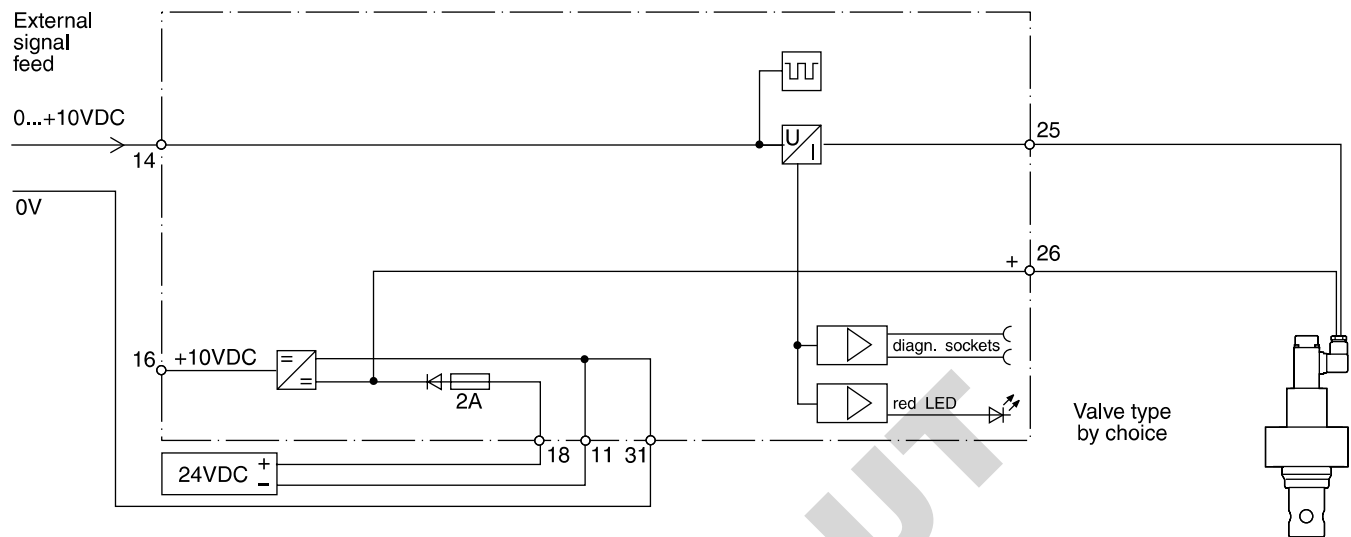 External
signal
feed
0...+10VDC
14
0V
U
I
25
+
26
16
+10VDC
=
=
2A
diagn. sockets
red LED
Valve type
by choice
18
11
31
24VDC
+
–
UT